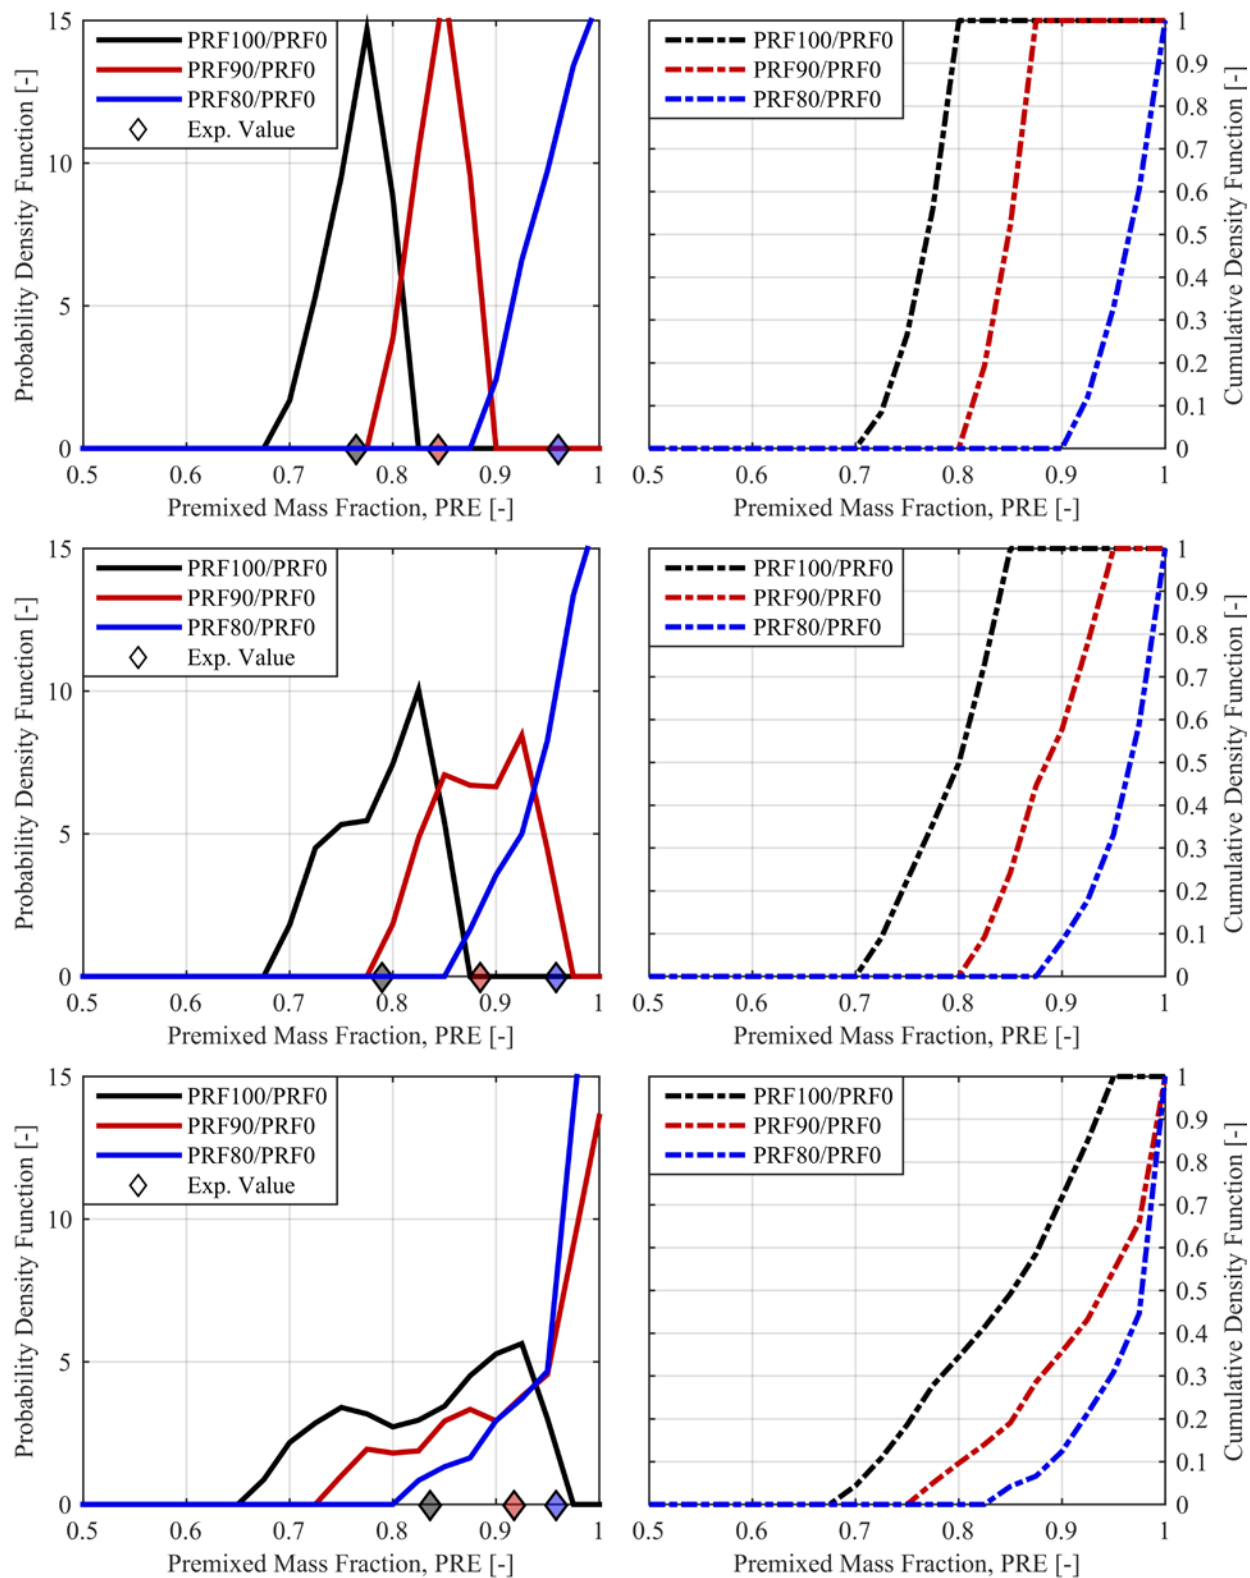 15
10
5
0
Probability Density Function [-]
PRF100/PRF0
PRF90/PRF0
PRF80/PRF0
Exp. Value
0.5 0.6 0.7 0.8 0.9 1
Premixed Mass Fraction, PRE [-]
PRF100/PRF0
PRF90/PRF0
PRF80/PRF0
1
0.9
0.8
0.7
0.6
0.5
0.4
0.3
0.2
0.1
0
Cumulative Density Function [-]
0.5 0.6 0.7 0.8 0.9 1
Premixed Mass Fraction, PRE [-]
15
10
5
0
Probability Density Function [-]
PRF100/PRF0
PRF90/PRF0
PRF80/PRF0
Exp. Value
0.5 0.6 0.7 0.8 0.9 1
Premixed Mass Fraction, PRE [-]
PRF100/PRF0
PRF90/PRF0
PRF80/PRF0
1
0.9
0.8
0.7
0.6
0.5
0.4
0.3
0.2
0.1
0
Cumulative Density Function [-]
0.5 0.6 0.7 0.8 0.9 1
Premixed Mass Fraction, PRE [-]
15
10
5
0
Probability Density Function [-]
PRF100/PRF0
PRF90/PRF0
PRF80/PRF0
Exp. Value
0.5 0.6 0.7 0.8 0.9 1
Premixed Mass Fraction, PRE [-]
PRF100/PRF0
PRF90/PRF0
PRF80/PRF0
1
0.9
0.8
0.7
0.6
0.5
0.4
0.3
0.2
0.1
0
Cumulative Density Function [-]
0.5 0.6 0.7 0.8 0.9 1
Premixed Mass Fraction, PRE [-]